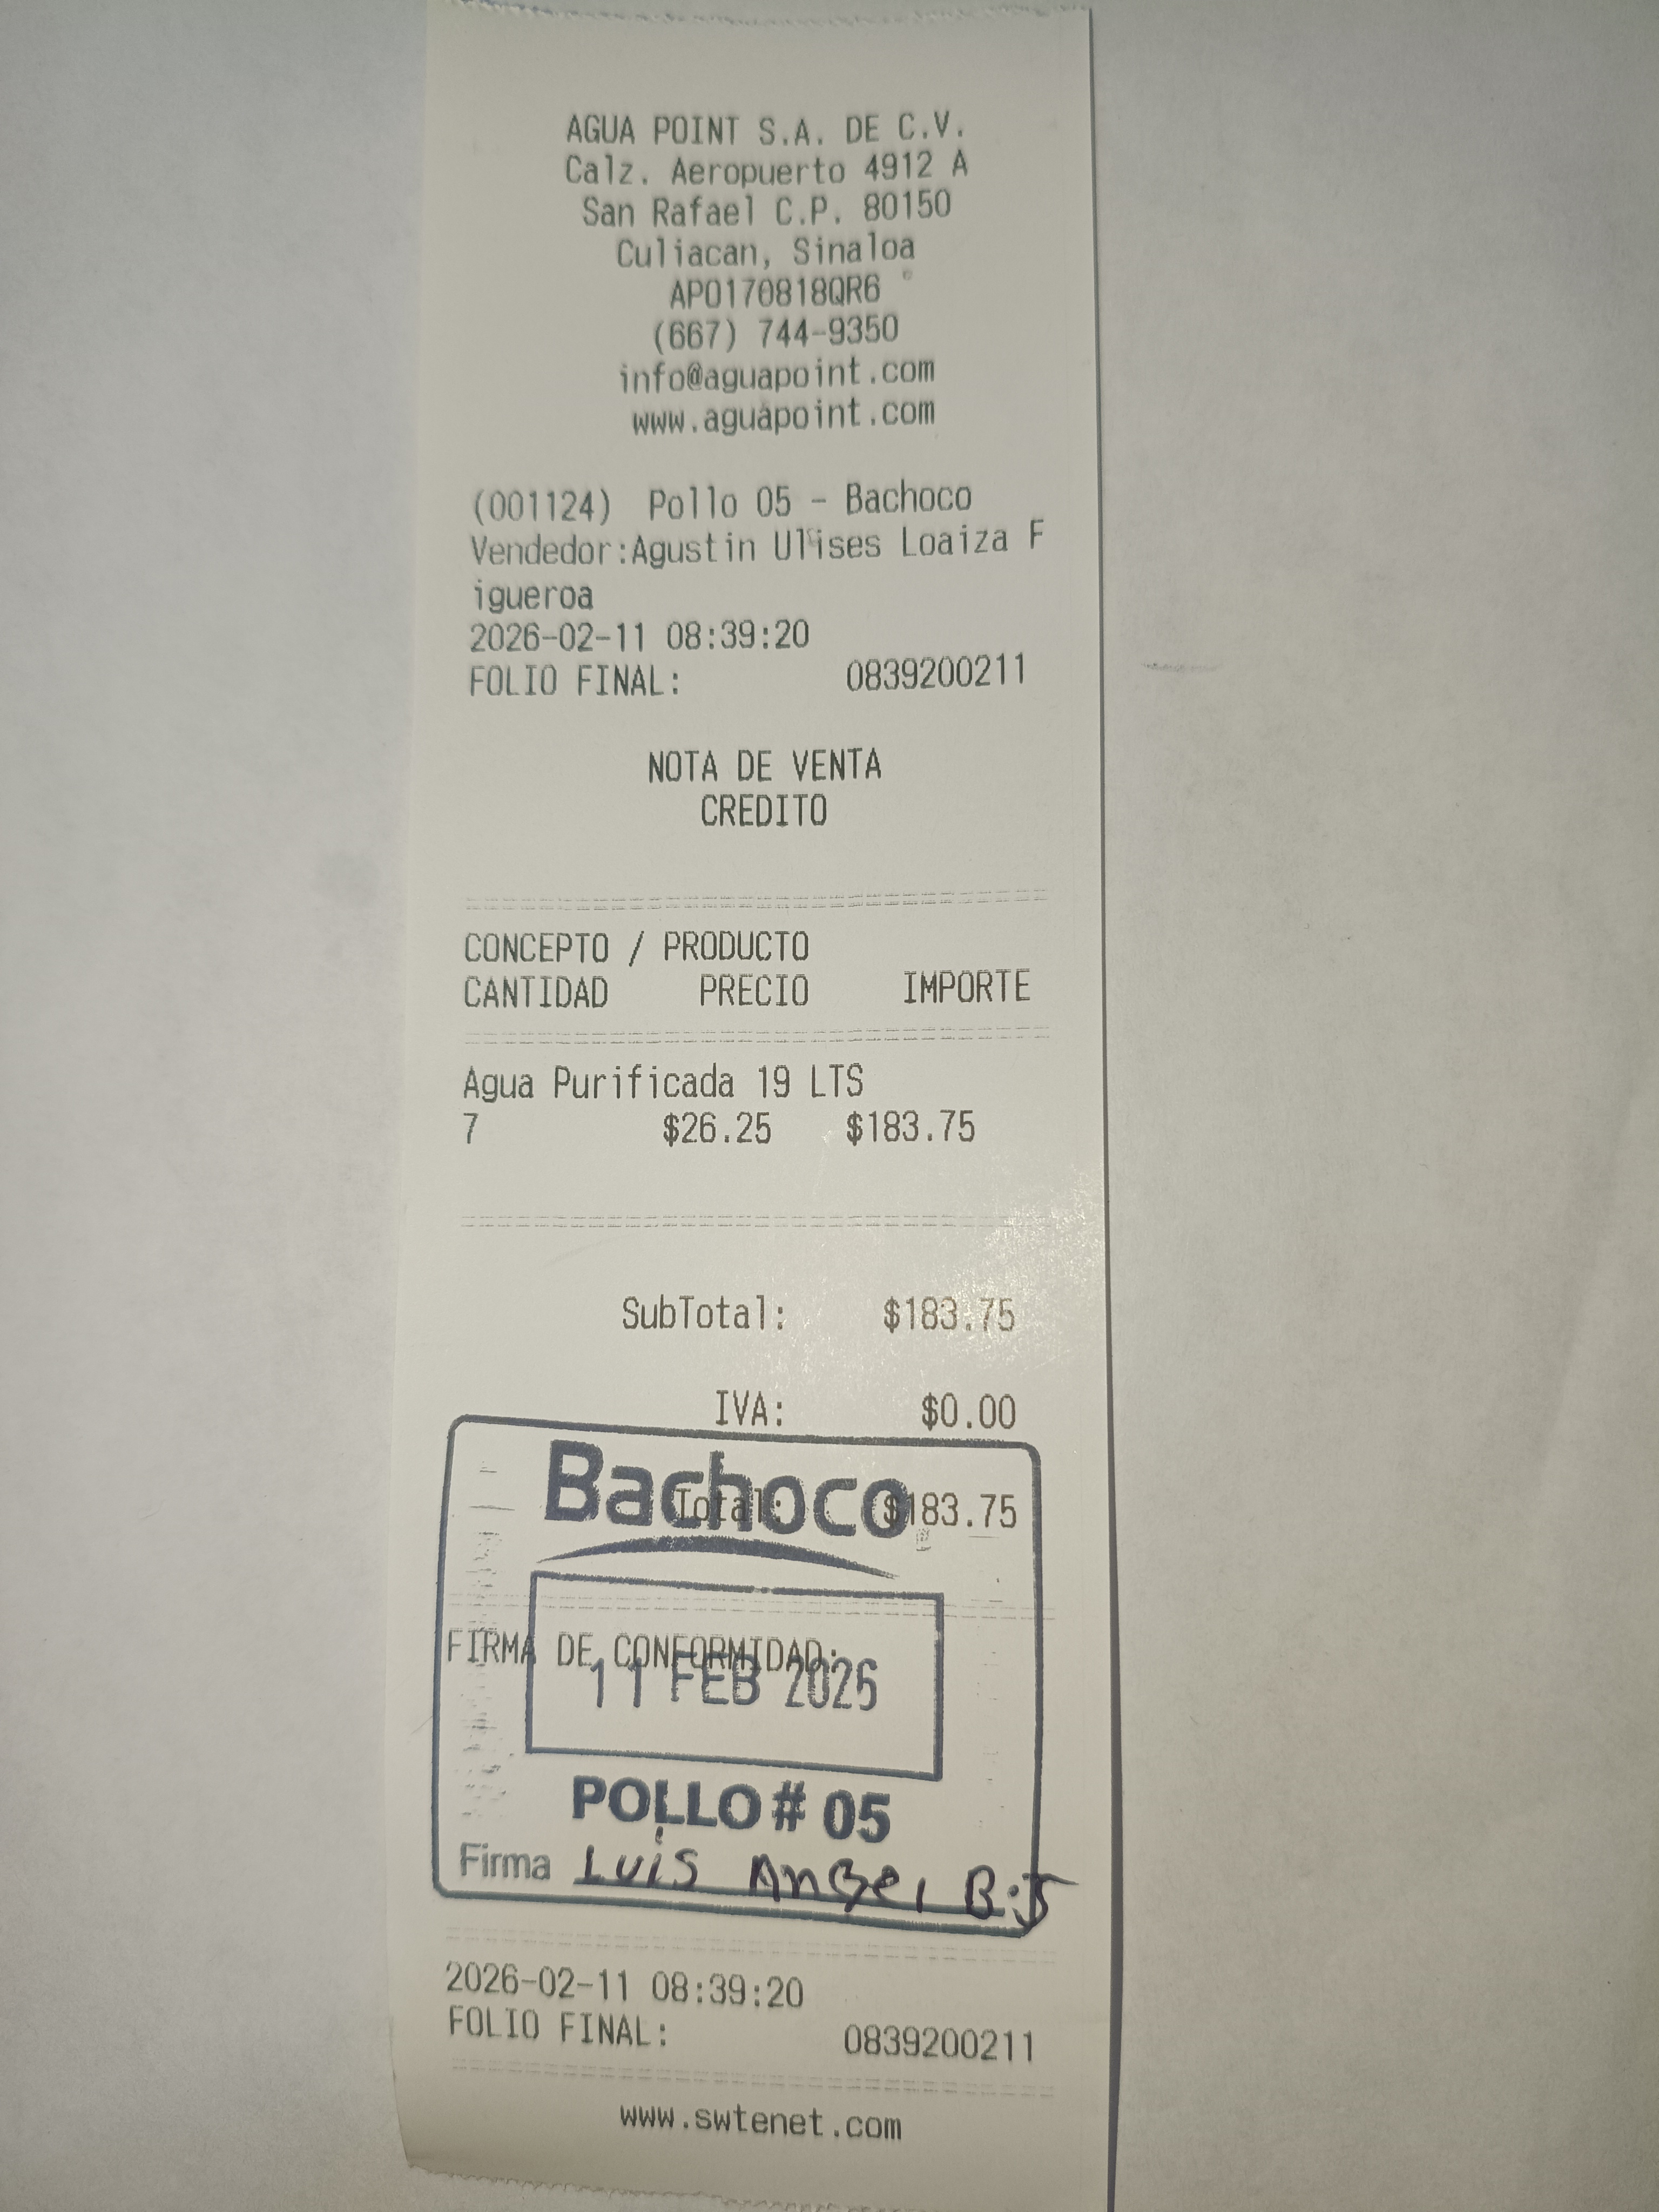 AGUA POINT S.A. DE C.V.
Calz. Aeropuerto 4912 A
San Rafael C.P. 80150
Culiacan, Sinaloa
APO170818QR6
(667) 744-9350
info@aguapoint.com
www.aguapoint.com
(001124) Pollo 05 - Bachoco
Vendedor:Agustin Ulises Loaiza F
igueroa
2026-02-11 08:39:20
FOLIO FINAL: 0839200211
NOTA DE VENTA
CREDITO
CONCEPTO / PRODUCTO
CANTIDAD PRECIO IMPORTE
Agua Purificada 19 LTS
7 $26.25 $183.75
SubTotal: $183.75
IVA: $0.00
Bachoco
Total: $183.75
FIRMA DE CONFORMIDAD:
11 FEB 2026
POLLO # 05
Firma Luis Angel B.J
2026-02-11 08:39:20
FOLIO FINAL: 0839200211
www.swtenet.com